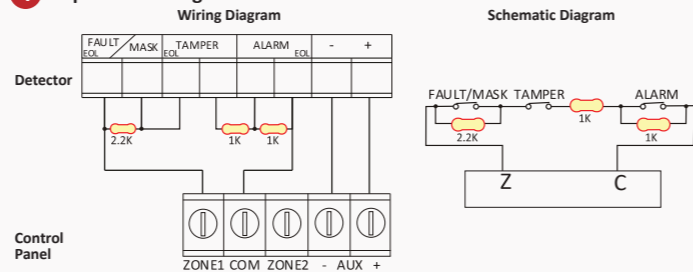 Wiring Diagram
Schematic Diagram
FAULT MASK TAMPER ALARM - +
EOL EOL EOL
Detector
2.2K 1K 1K
FAULT/MASK TAMPER ALARM
1K
2.2K 1K
Z C
Control
Panel
ZONE1 COM ZONE2 - AUX +